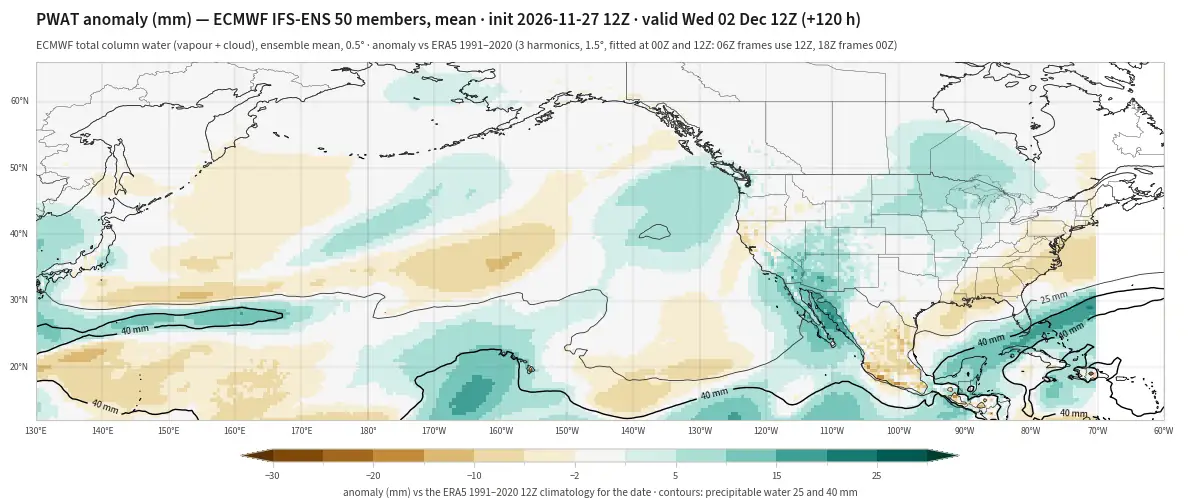 PWAT anomaly (mm) — ECMWF IFS-ENS 50 members, mean · init 2026-11-27 12Z · valid Wed 02 Dec 12Z (+120 h)
ECMWF total column water (vapour + cloud), ensemble mean, 0.5° · anomaly vs ERA5 1991–2020 (3 harmonics, 1.5°, fitted at 00Z and 12Z: 06Z frames use 12Z, 18Z frames 00Z)
60°N
50°N
40°N
30°N
25 mm
40 mm
40 mm
40 mm
20°N
40 mm
40 mm
40 mm
130°E 140°E 150°E 160°E 170°E 180° 170°W 160°W 150°W 140°W 130°W 120°W 110°W 100°W 90°W 80°W 70°W 60°W
−30 −20 −10 −2 5 15 25
anomaly (mm) vs the ERA5 1991–2020 12Z climatology for the date · contours: precipitable water 25 and 40 mm